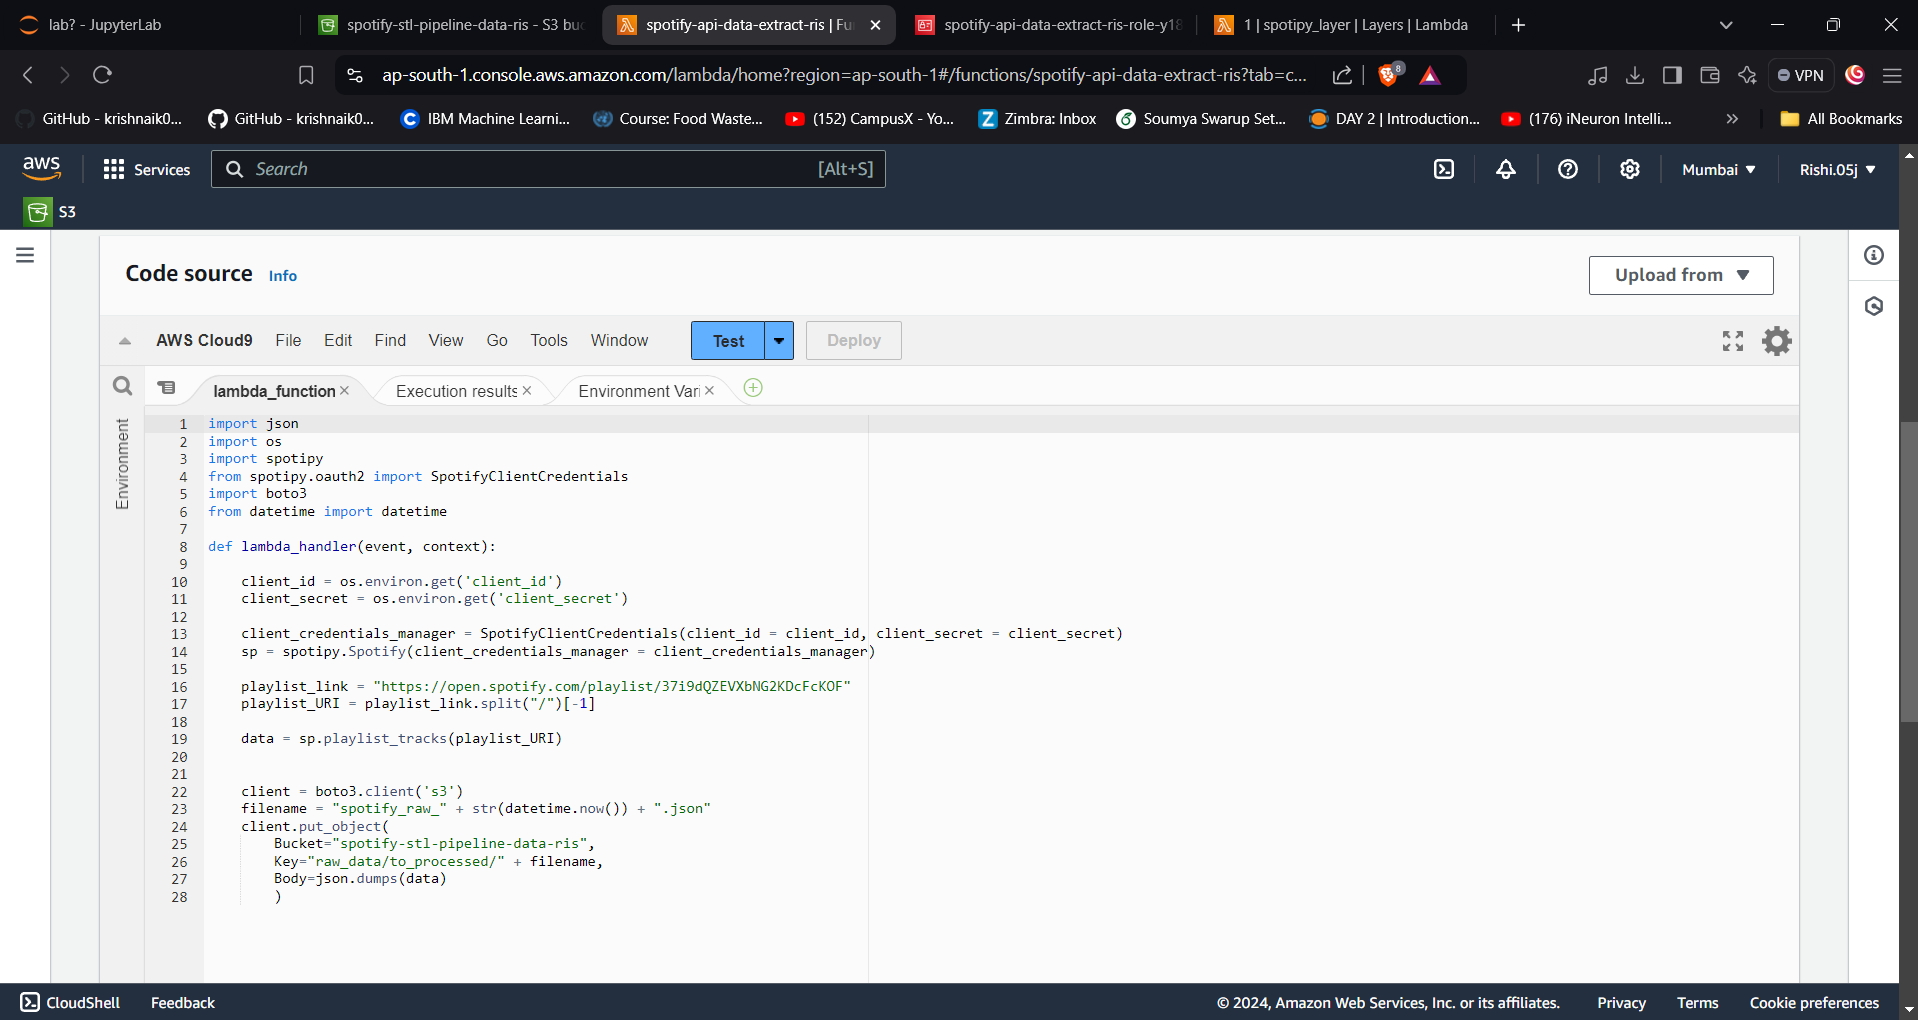 lab? - JupyterLab
spotify-stl-pipeline-data-ris - S3 buc
spotify-api-data-extract-ris | Fu
spotify-api-data-extract-ris-role-y18
1 | spotipy_layer | Layers | Lambda
ap-south-1.console.aws.amazon.com/lambda/home?region=ap-south-1#/functions/spotify-api-data-extract-ris?tab=c...
8
VPN
GitHub - krishnaik0...
GitHub - krishnaik0...
IBM Machine Learni...
Course: Food Waste...
(152) CampusX - Yo...
Zimbra: Inbox
Soumya Swarup Set...
DAY 2 | Introduction...
(176) iNeuron Intelli...
All Bookmarks
aws
Services
Search
[Alt+S]
Mumbai
Rishi.05j
S3
Code source
Info
Upload from
AWS Cloud9
File
Edit
Find
View
Go
Tools
Window
Test
Deploy
Environment
lambda_function
Execution results
Environment Vari
1 import json
2 import os
3 import spotipy
4 from spotipy.oauth2 import SpotifyClientCredentials
5 import boto3
6 from datetime import datetime
7
8 def lambda_handler(event, context):
9
10 client_id = os.environ.get('client_id')
11 client_secret = os.environ.get('client_secret')
12
13 client_credentials_manager = SpotifyClientCredentials(client_id = client_id, client_secret = client_secret)
14 sp = spotipy.Spotify(client_credentials_manager = client_credentials_manager)
15
16 playlist_link = "https://open.spotify.com/playlist/37i9dQZEVXbNG2KDcFcKOF"
17 playlist_URI = playlist_link.split("/")[-1]
18
19 data = sp.playlist_tracks(playlist_URI)
20
21
22 client = boto3.client('s3')
23 filename = "spotify_raw_" + str(datetime.now()) + ".json"
24 client.put_object(
25 Bucket="spotify-stl-pipeline-data-ris",
26 Key="raw_data/to_processed/" + filename,
27 Body=json.dumps(data)
28 )
CloudShell
Feedback
© 2024, Amazon Web Services, Inc. or its affiliates.
Privacy
Terms
Cookie preferences